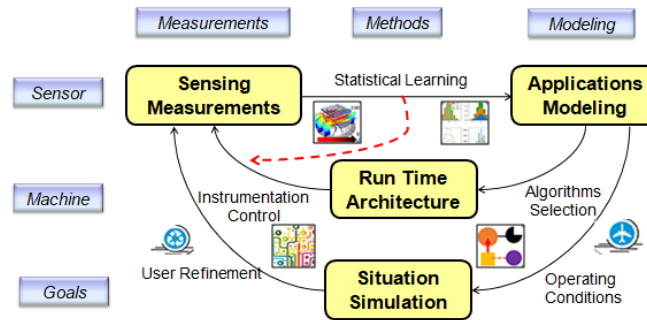 Measurements
Methods
Modeling
Sensor
Sensing
Measurements
Statistical Learning
Applications
Modeling
Machine
Instrumentation
Control
Run Time
Architecture
Algorithms
Selection
User Refinement
Goals
Situation
Simulation
Operating
Conditions